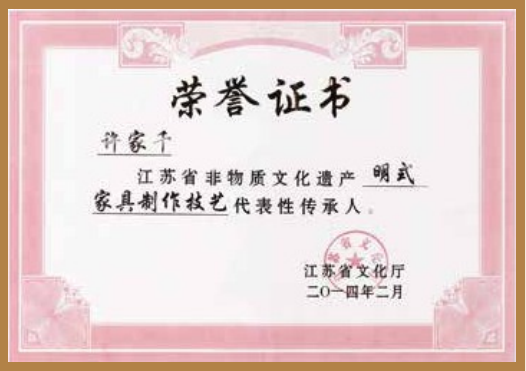 荣誉证书
许家千
江苏省非物质文化遗产 明式
家具制作技艺代表性传承人。
江苏省文化厅
二〇一四年二月